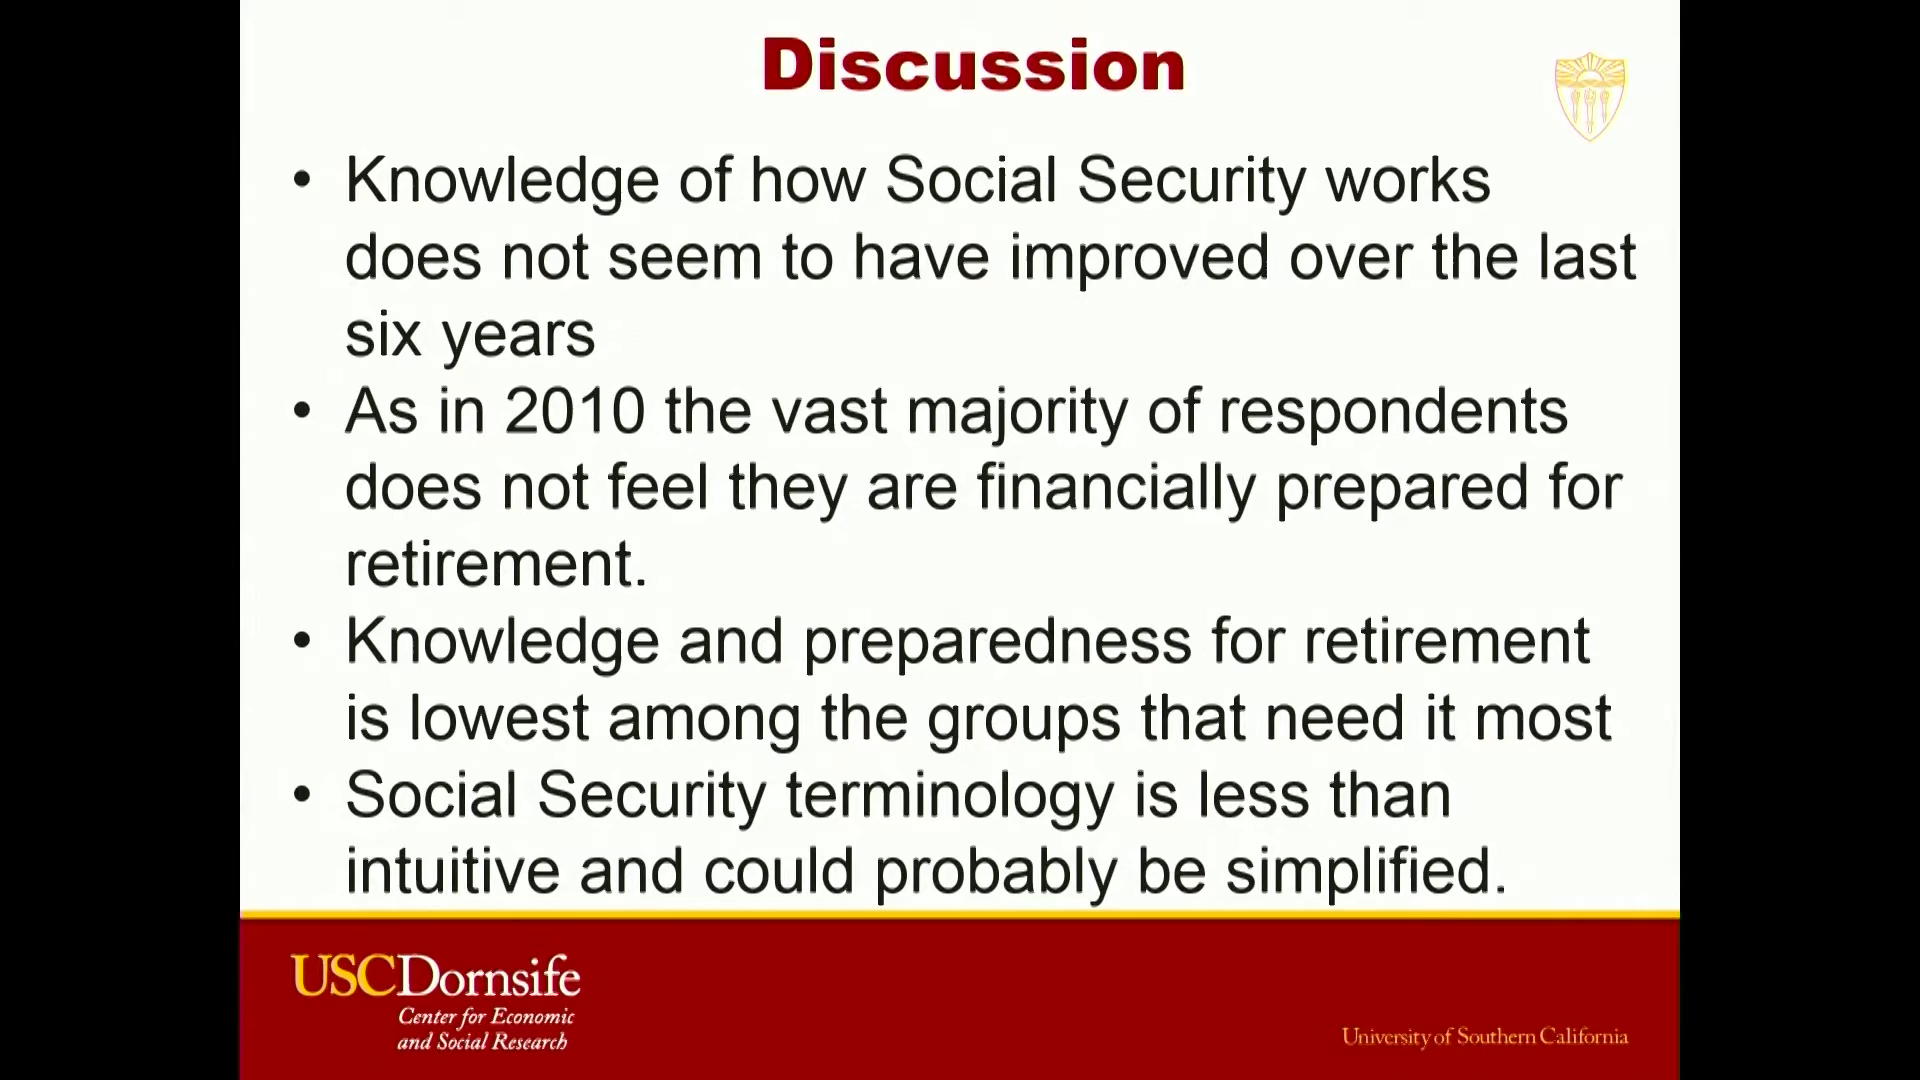 Discussion
• Knowledge of how Social Security works
does not seem to have improved over the last
six years
• As in 2010 the vast majority of respondents
does not feel they are financially prepared for
retirement.
• Knowledge and preparedness for retirement
is lowest among the groups that need it most
• Social Security terminology is less than
intuitive and could probably be simplified.
USCDornsife
Center for Economic
and Social Research
University of Southern California